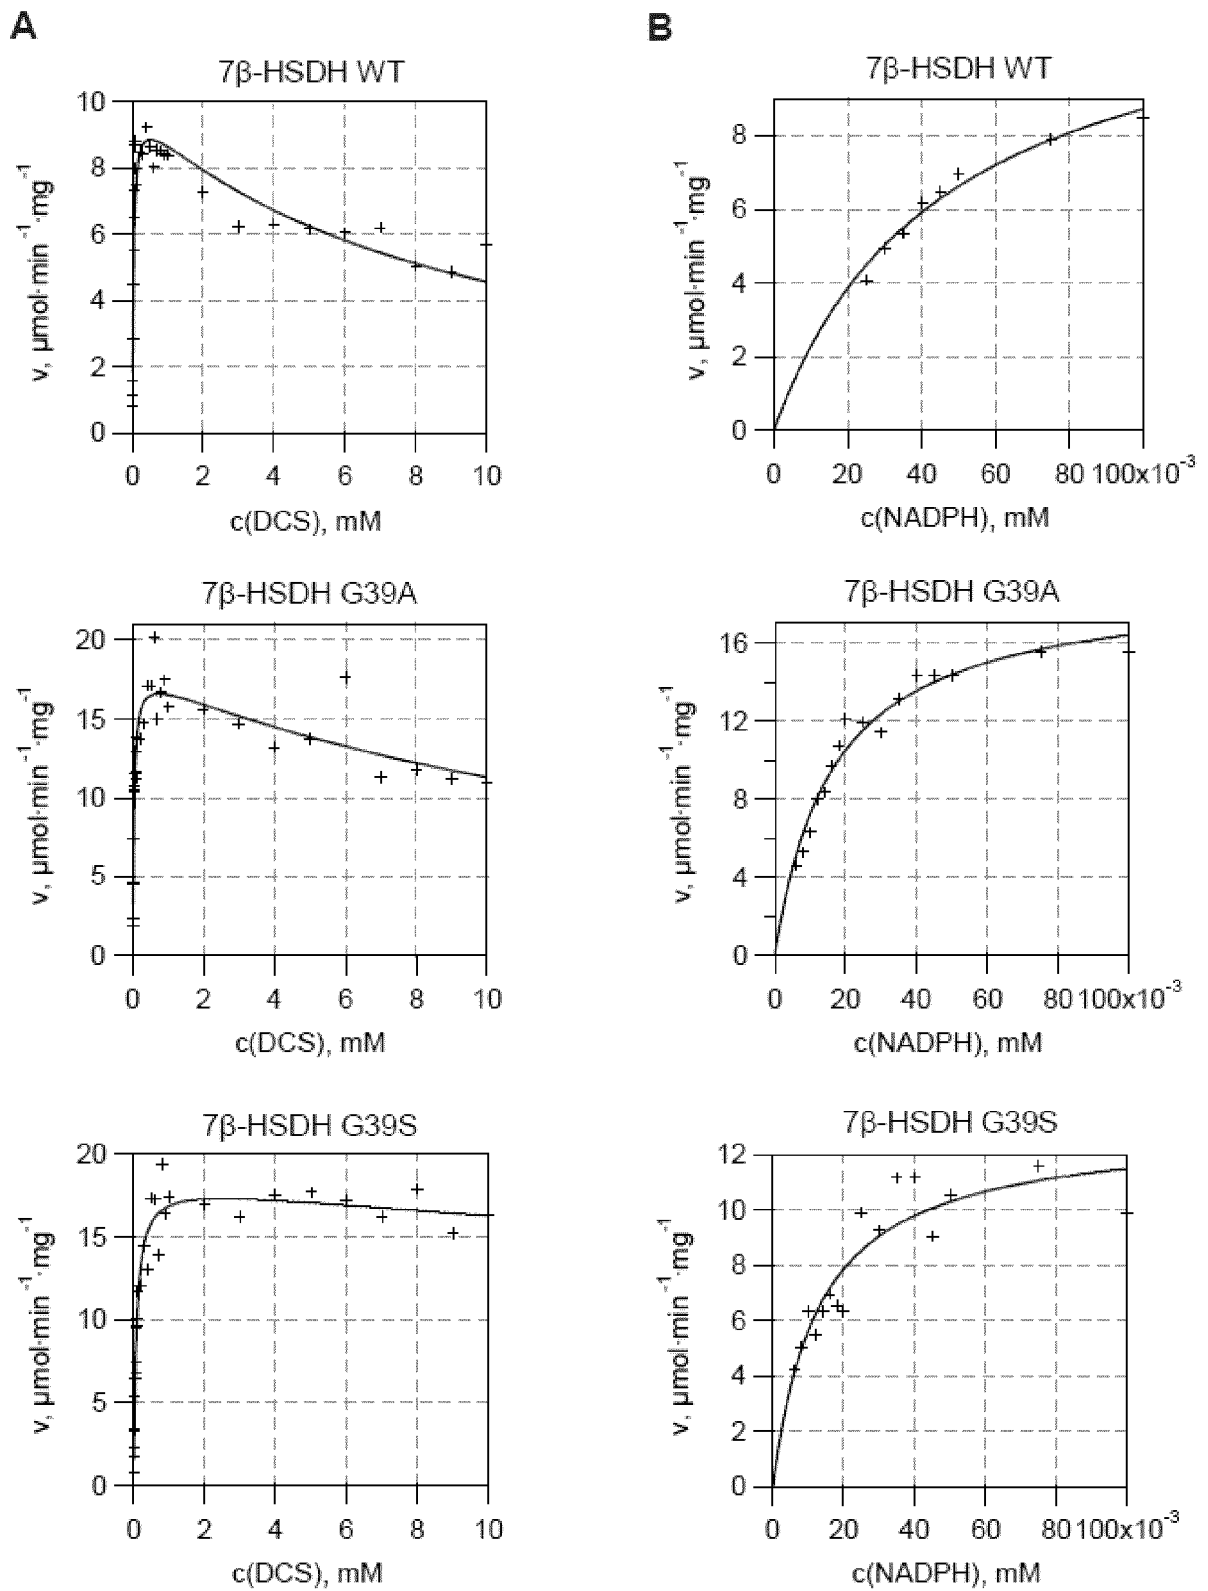 A
B
7β-HSDH WT
10
8
6
4
2
0
v, µmol·min⁻¹·mg⁻¹
0 2 4 6 8 10
c(DCS), mM
7β-HSDH WT
8
6
4
2
0
v, µmol·min⁻¹·mg⁻¹
0 20 40 60 80 100x10⁻³
c(NADPH), mM
7β-HSDH G39A
20
15
10
5
0
v, µmol·min⁻¹·mg⁻¹
0 2 4 6 8 10
c(DCS), mM
7β-HSDH G39A
16
12
8
4
0
v, µmol·min⁻¹·mg⁻¹
0 20 40 60 80 100x10⁻³
c(NADPH), mM
7β-HSDH G39S
20
15
10
5
0
v, µmol·min⁻¹·mg⁻¹
0 2 4 6 8 10
c(DCS), mM
7β-HSDH G39S
12
10
8
6
4
2
0
v, µmol·min⁻¹·mg⁻¹
0 20 40 60 80 100x10⁻³
c(NADPH), mM